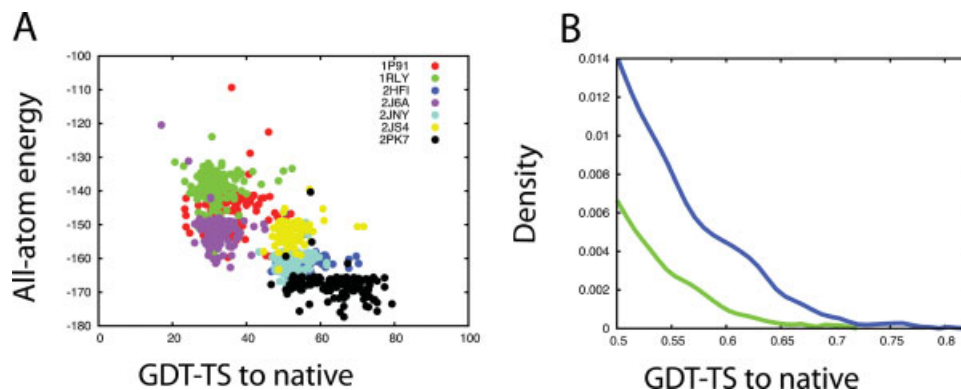 A
All-atom energy
-100
-110
-120
-130
-140
-150
-160
-170
-180
0
20
40
60
80
100
GDT-TS to native
1P91
1RLY
2HFI
2J6A
2JNY
2JS4
2PK7
B
Density
0.014
0.012
0.01
0.008
0.006
0.004
0.002
0
0.5
0.55
0.6
0.65
0.7
0.75
0.8
GDT-TS to native